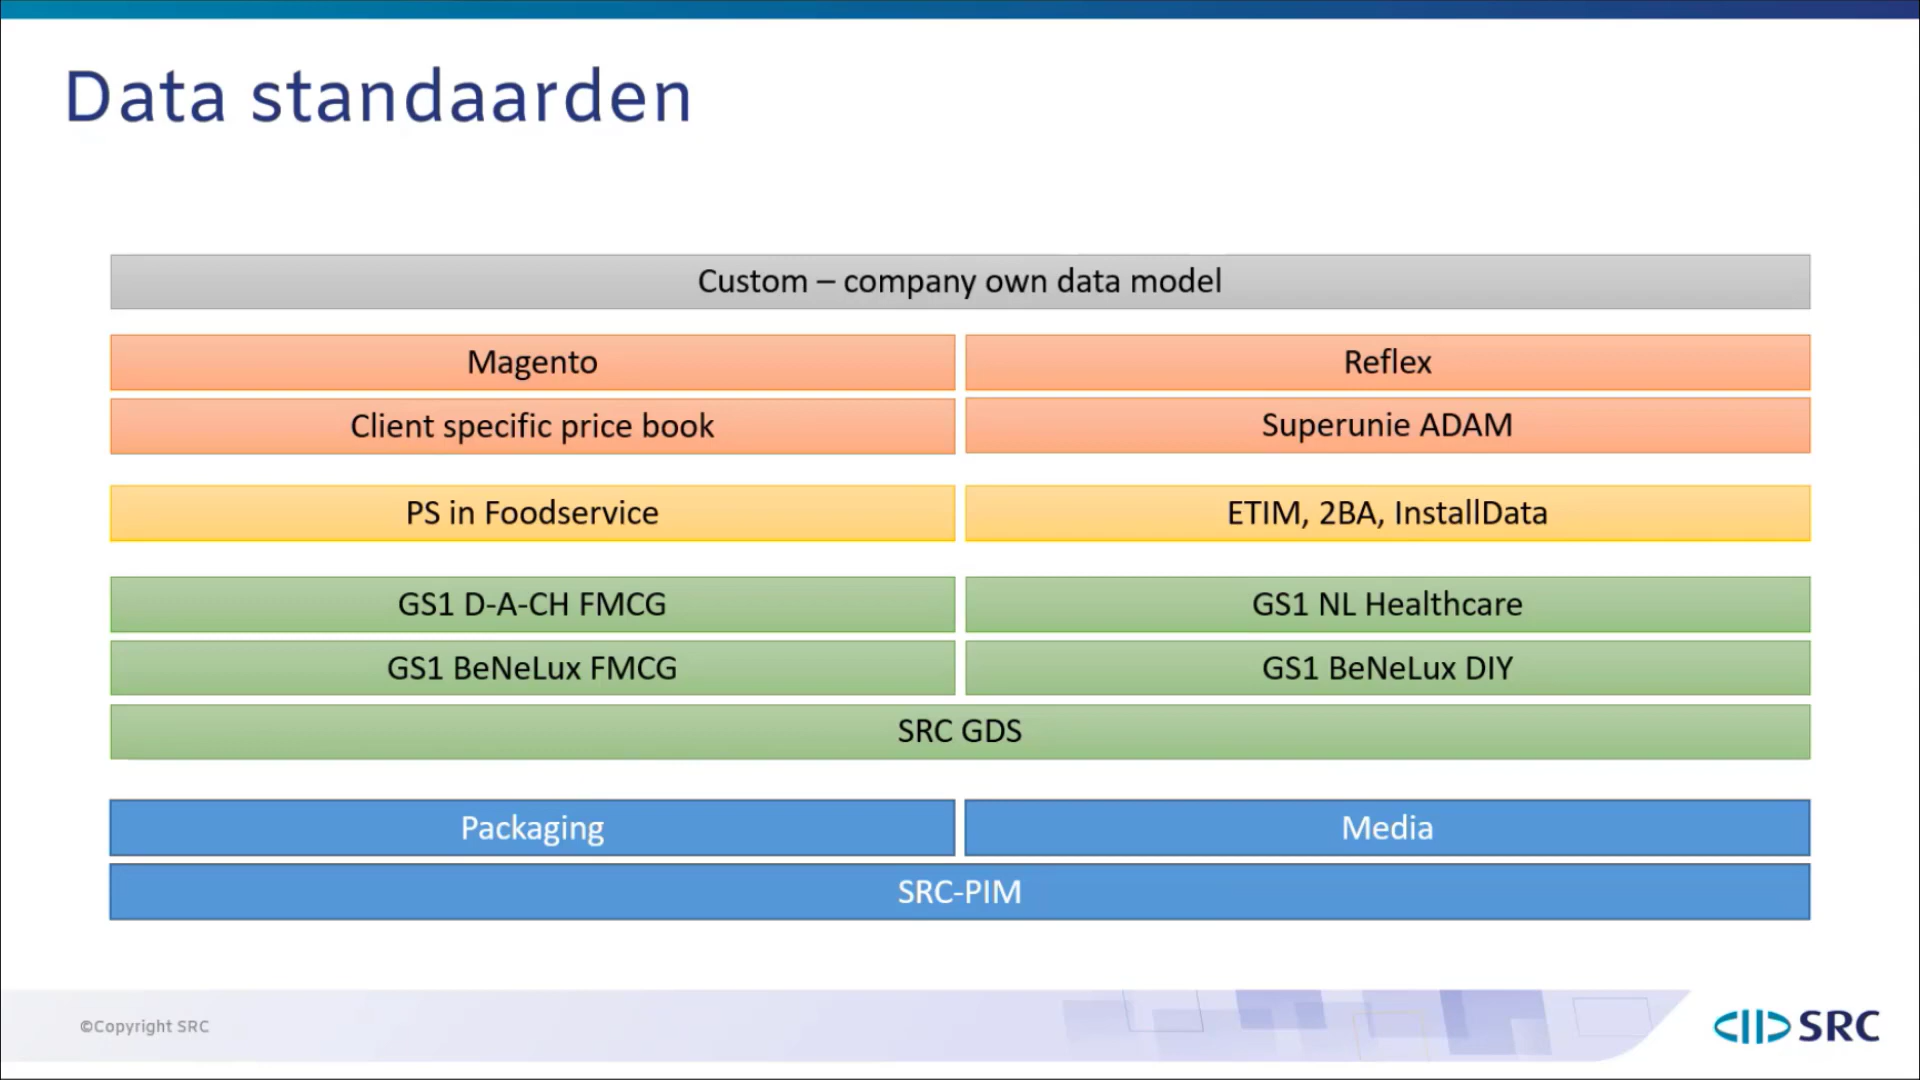 Data standaarden
Custom – company own data model
Magento
Reflex
Client specific price book
Superunie ADAM
PS in Foodservice
ETIM, 2BA, InstallData
GS1 D-A-CH FMCG
GS1 NL Healthcare
GS1 BeNeLux FMCG
GS1 BeNeLux DIY
SRC GDS
Packaging
Media
SRC-PIM
©Copyright SRC
SRC